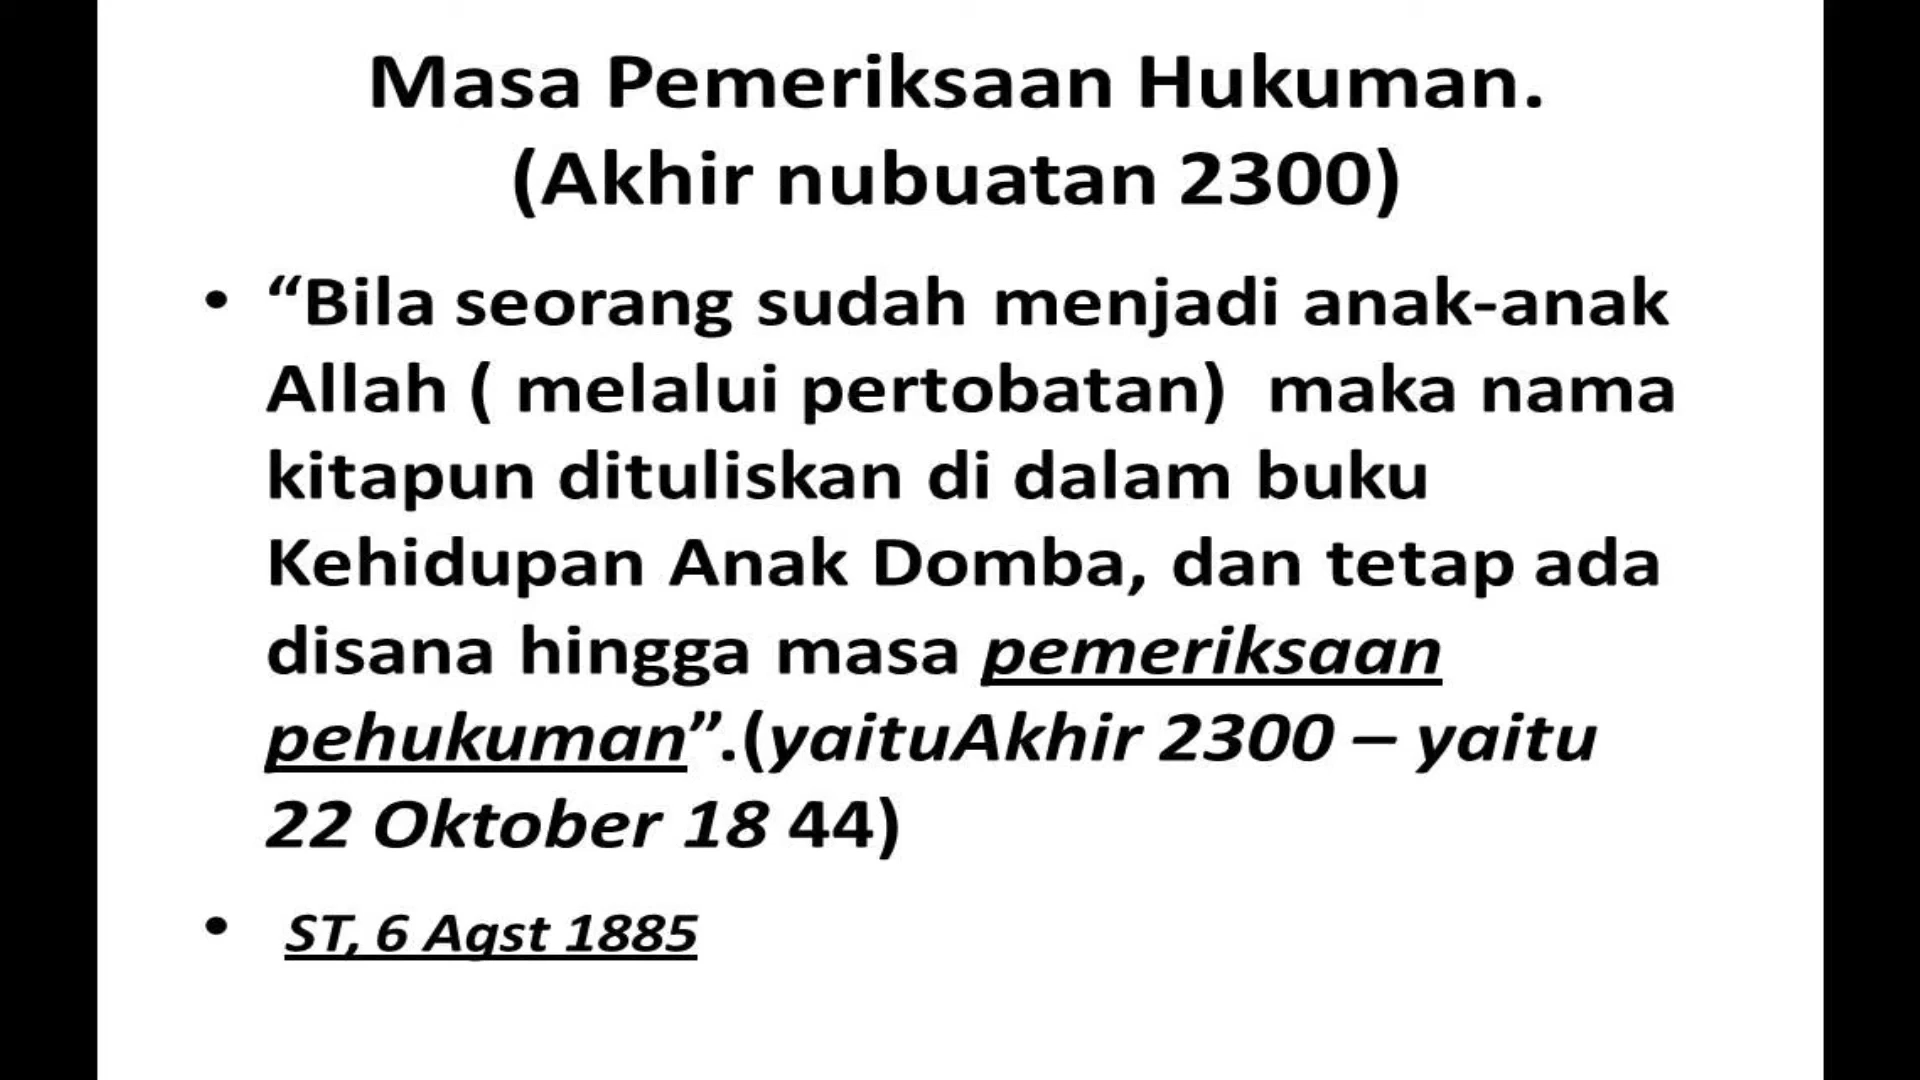 Masa Pemeriksaan Hukuman.
(Akhir nubuatan 2300)
• “Bila seorang sudah menjadi anak-anak
Allah ( melalui pertobatan)  maka nama
kitapun dituliskan di dalam buku
Kehidupan Anak Domba, dan tetap ada
disana hingga masa pemeriksaan
pehukuman”.(yaituAkhir 2300 – yaitu
22 Oktober 18 44)
• ST, 6 Agst 1885